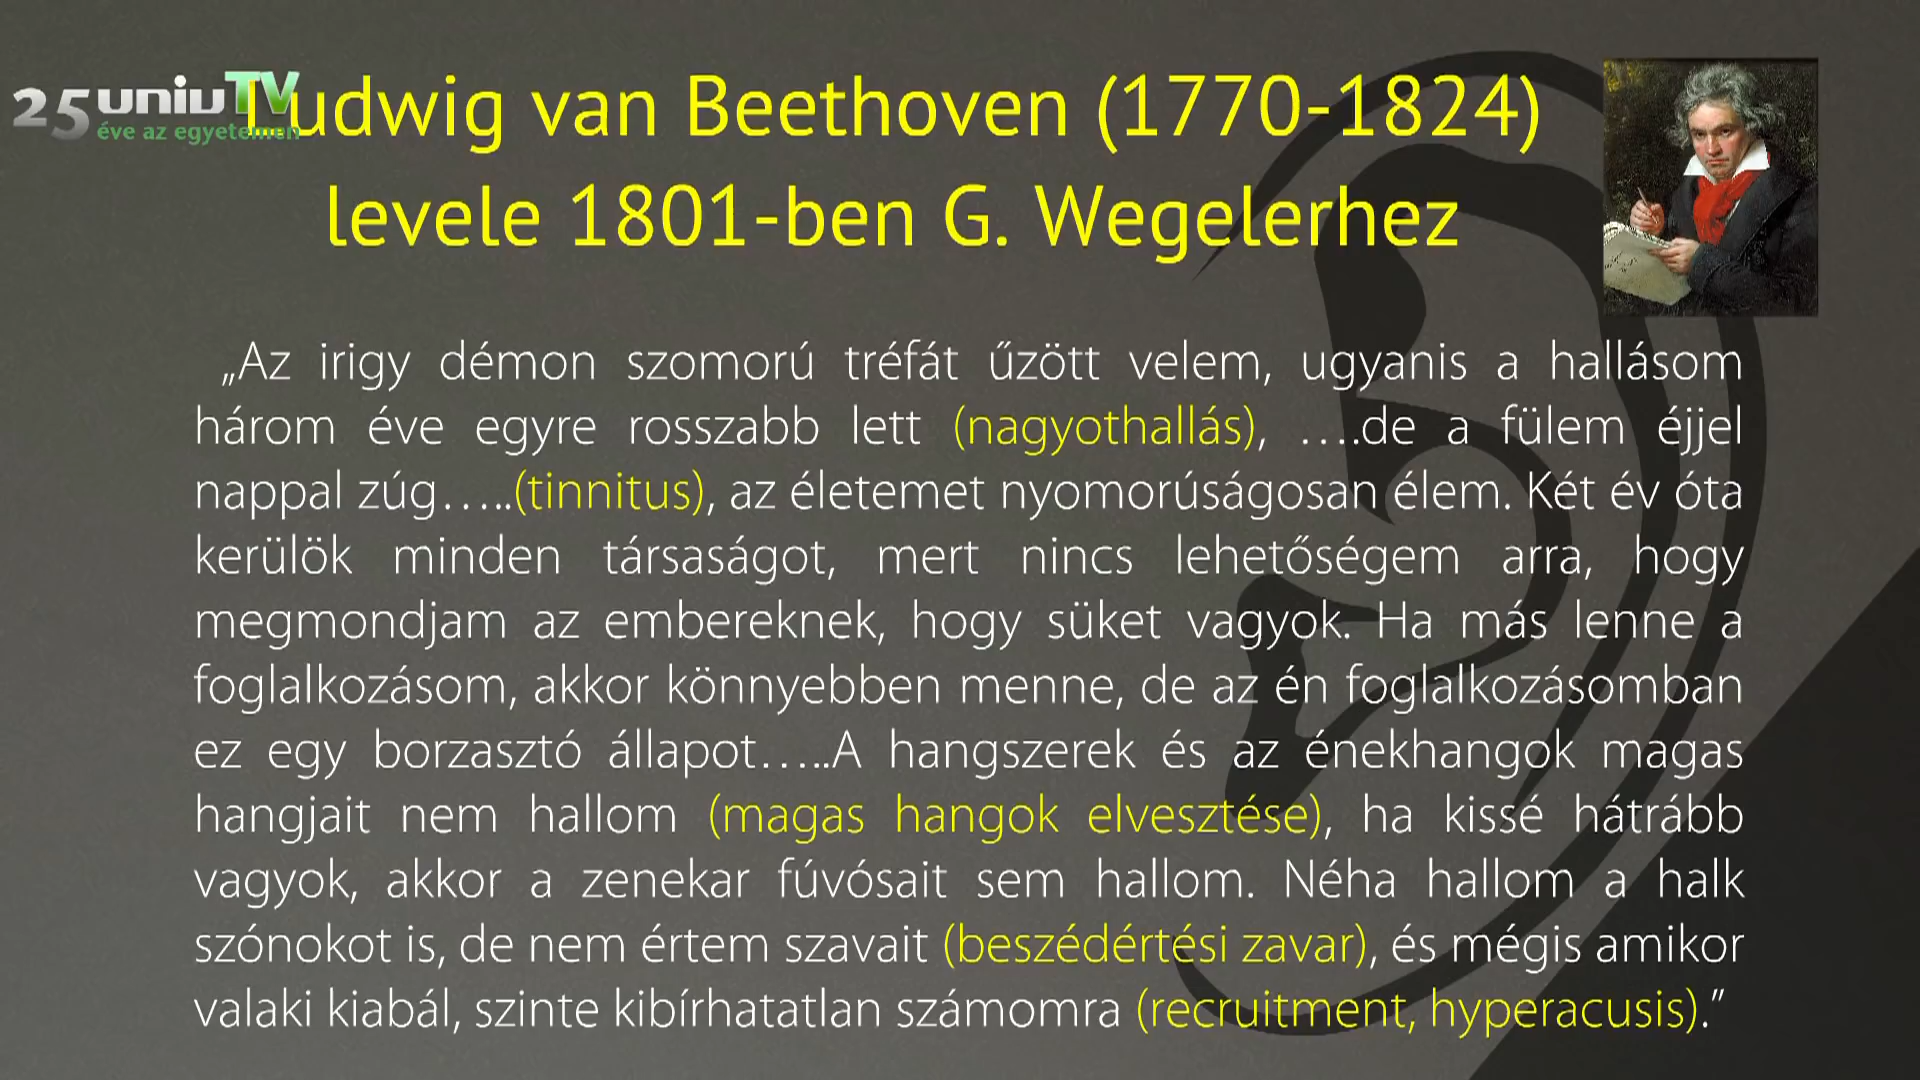 25 uniu TV
éve az egyetemen
Ludwig van Beethoven (1770-1824)
levele 1801-ben G. Wegelerhez
„Az irigy démon szomorú tréfát űzött velem, ugyanis a hallásom
három éve egyre rosszabb lett (nagyothallás), ….de a fülem éjjel
nappal zúg…..(tinnitus), az életemet nyomorúságosan élem. Két év óta
kerülök minden társaságot, mert nincs lehetőségem arra, hogy
megmondjam az embereknek, hogy süket vagyok. Ha más lenne a
foglalkozásom, akkor könnyebben menne, de az én foglalkozásomban
ez egy borzasztó állapot…..A hangszerek és az énekhangok magas
hangjait nem hallom (magas hangok elvesztése), ha kissé hátrább
vagyok, akkor a zenekar fúvósait sem hallom. Néha hallom a halk
szónokot is, de nem értem szavait (beszédértési zavar), és mégis amikor
valaki kiabál, szinte kibírhatatlan számomra (recruitment, hyperacusis).”